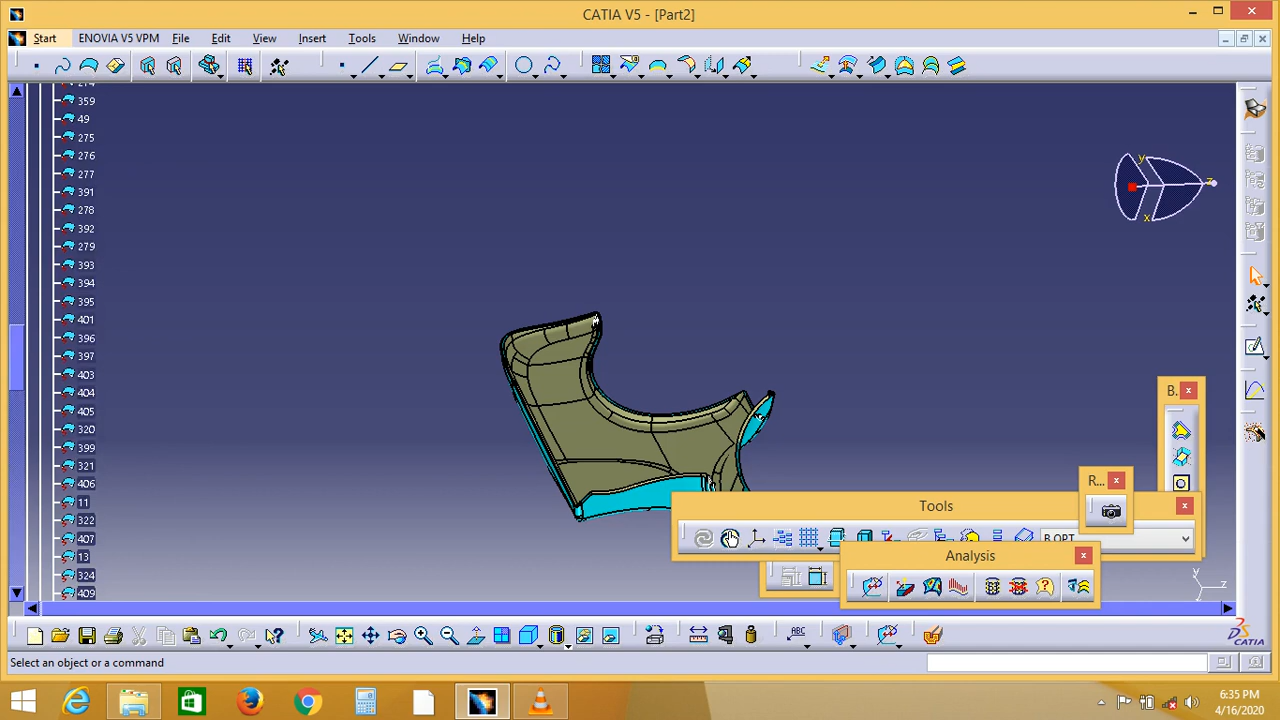 CATIA V5 - [Part2]
Start ENOVIA V5 VPM File Edit View Insert Tools Window Help
359
49
275
276
277
391
278
392
279
393
394
395
401
396
397
403
404
405
320
399
321
406
11
322
407
13
324
409
y
z
x
B.
R...
Tools
B.OPT
Analysis
y
z
ABC
CATIA
Select an object or a command
6:35 PM
4/16/2020